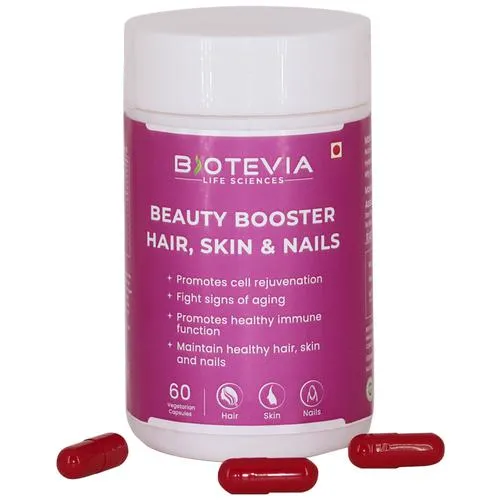 BIOTEVIA
LIFE SCIENCES
BEAUTY BOOSTER
HAIR, SKIN & NAILS
+ Promotes cell rejuvenation
+ Fight signs of aging
+ Promotes healthy immune
function
+ Maintain healthy hair, skin
and nails
60
Vegetarian
Capsules
Hair
Skin
Nails